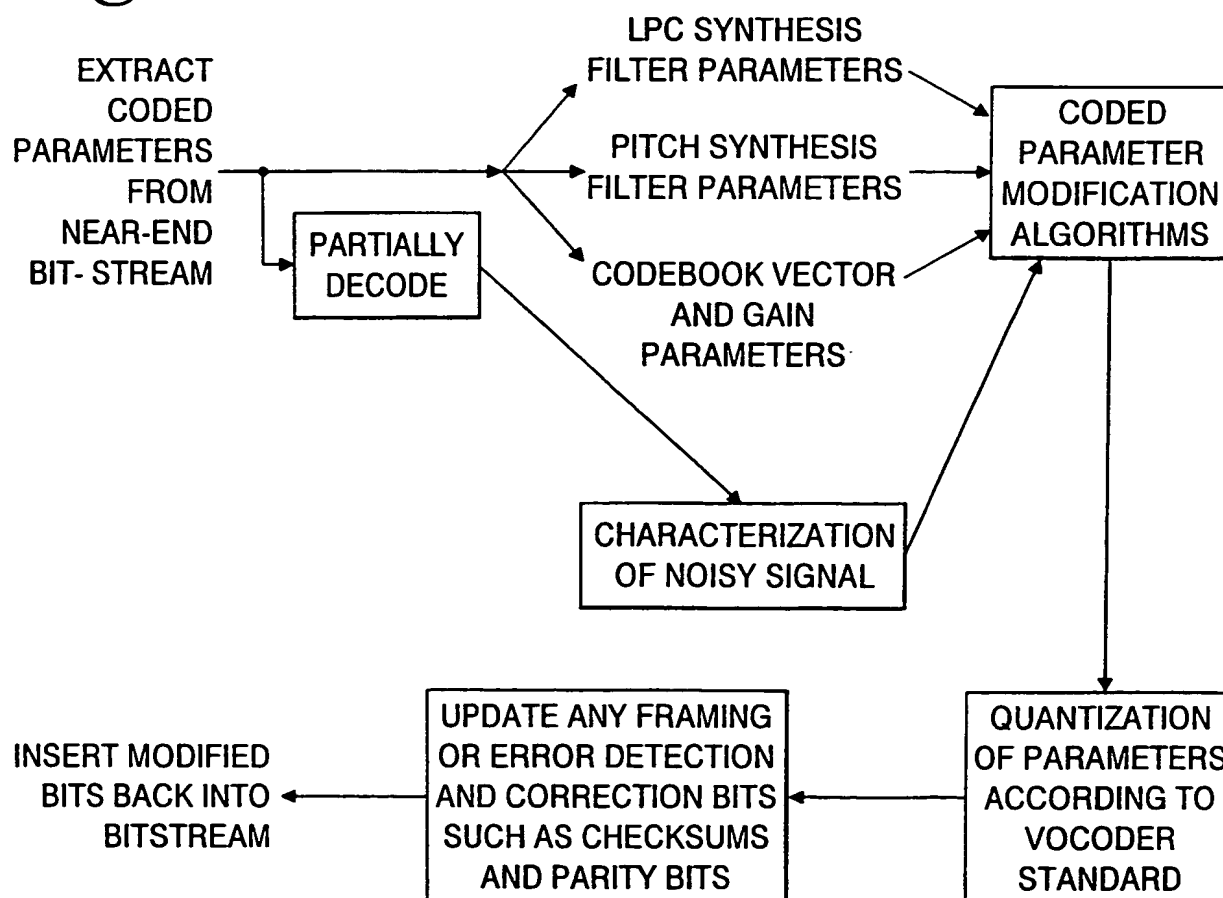 EXTRACT
CODED
PARAMETERS
FROM
NEAR-END
BIT- STREAM
PARTIALLY
DECODE
LPC SYNTHESIS
FILTER PARAMETERS
PITCH SYNTHESIS
FILTER PARAMETERS
CODEBOOK VECTOR
AND GAIN
PARAMETERS
CODED
PARAMETER
MODIFICATION
ALGORITHMS
CHARACTERIZATION
OF NOISY SIGNAL
QUANTIZATION
OF PARAMETERS
ACCORDING TO
VOCODER
STANDARD
UPDATE ANY FRAMING
OR ERROR DETECTION
AND CORRECTION BITS
SUCH AS CHECKSUMS
AND PARITY BITS
INSERT MODIFIED
BITS BACK INTO
BITSTREAM